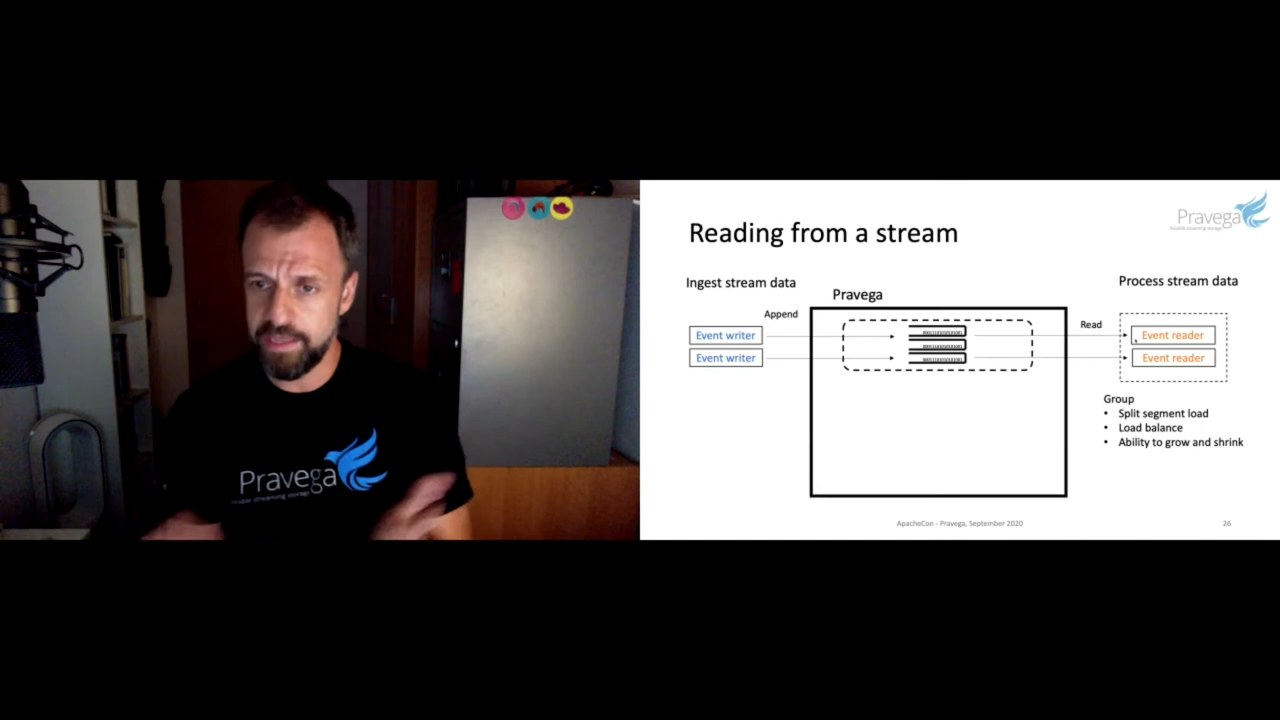 Pravega
Reading from a stream
Pravega
Ingest stream data
Process stream data
Pravega
Append
Read
Event writer
Event reader
Event writer
Event reader
Group
• Split segment load
• Load balance
• Ability to grow and shrink
ApacheCon - Pravega, September 2020
26